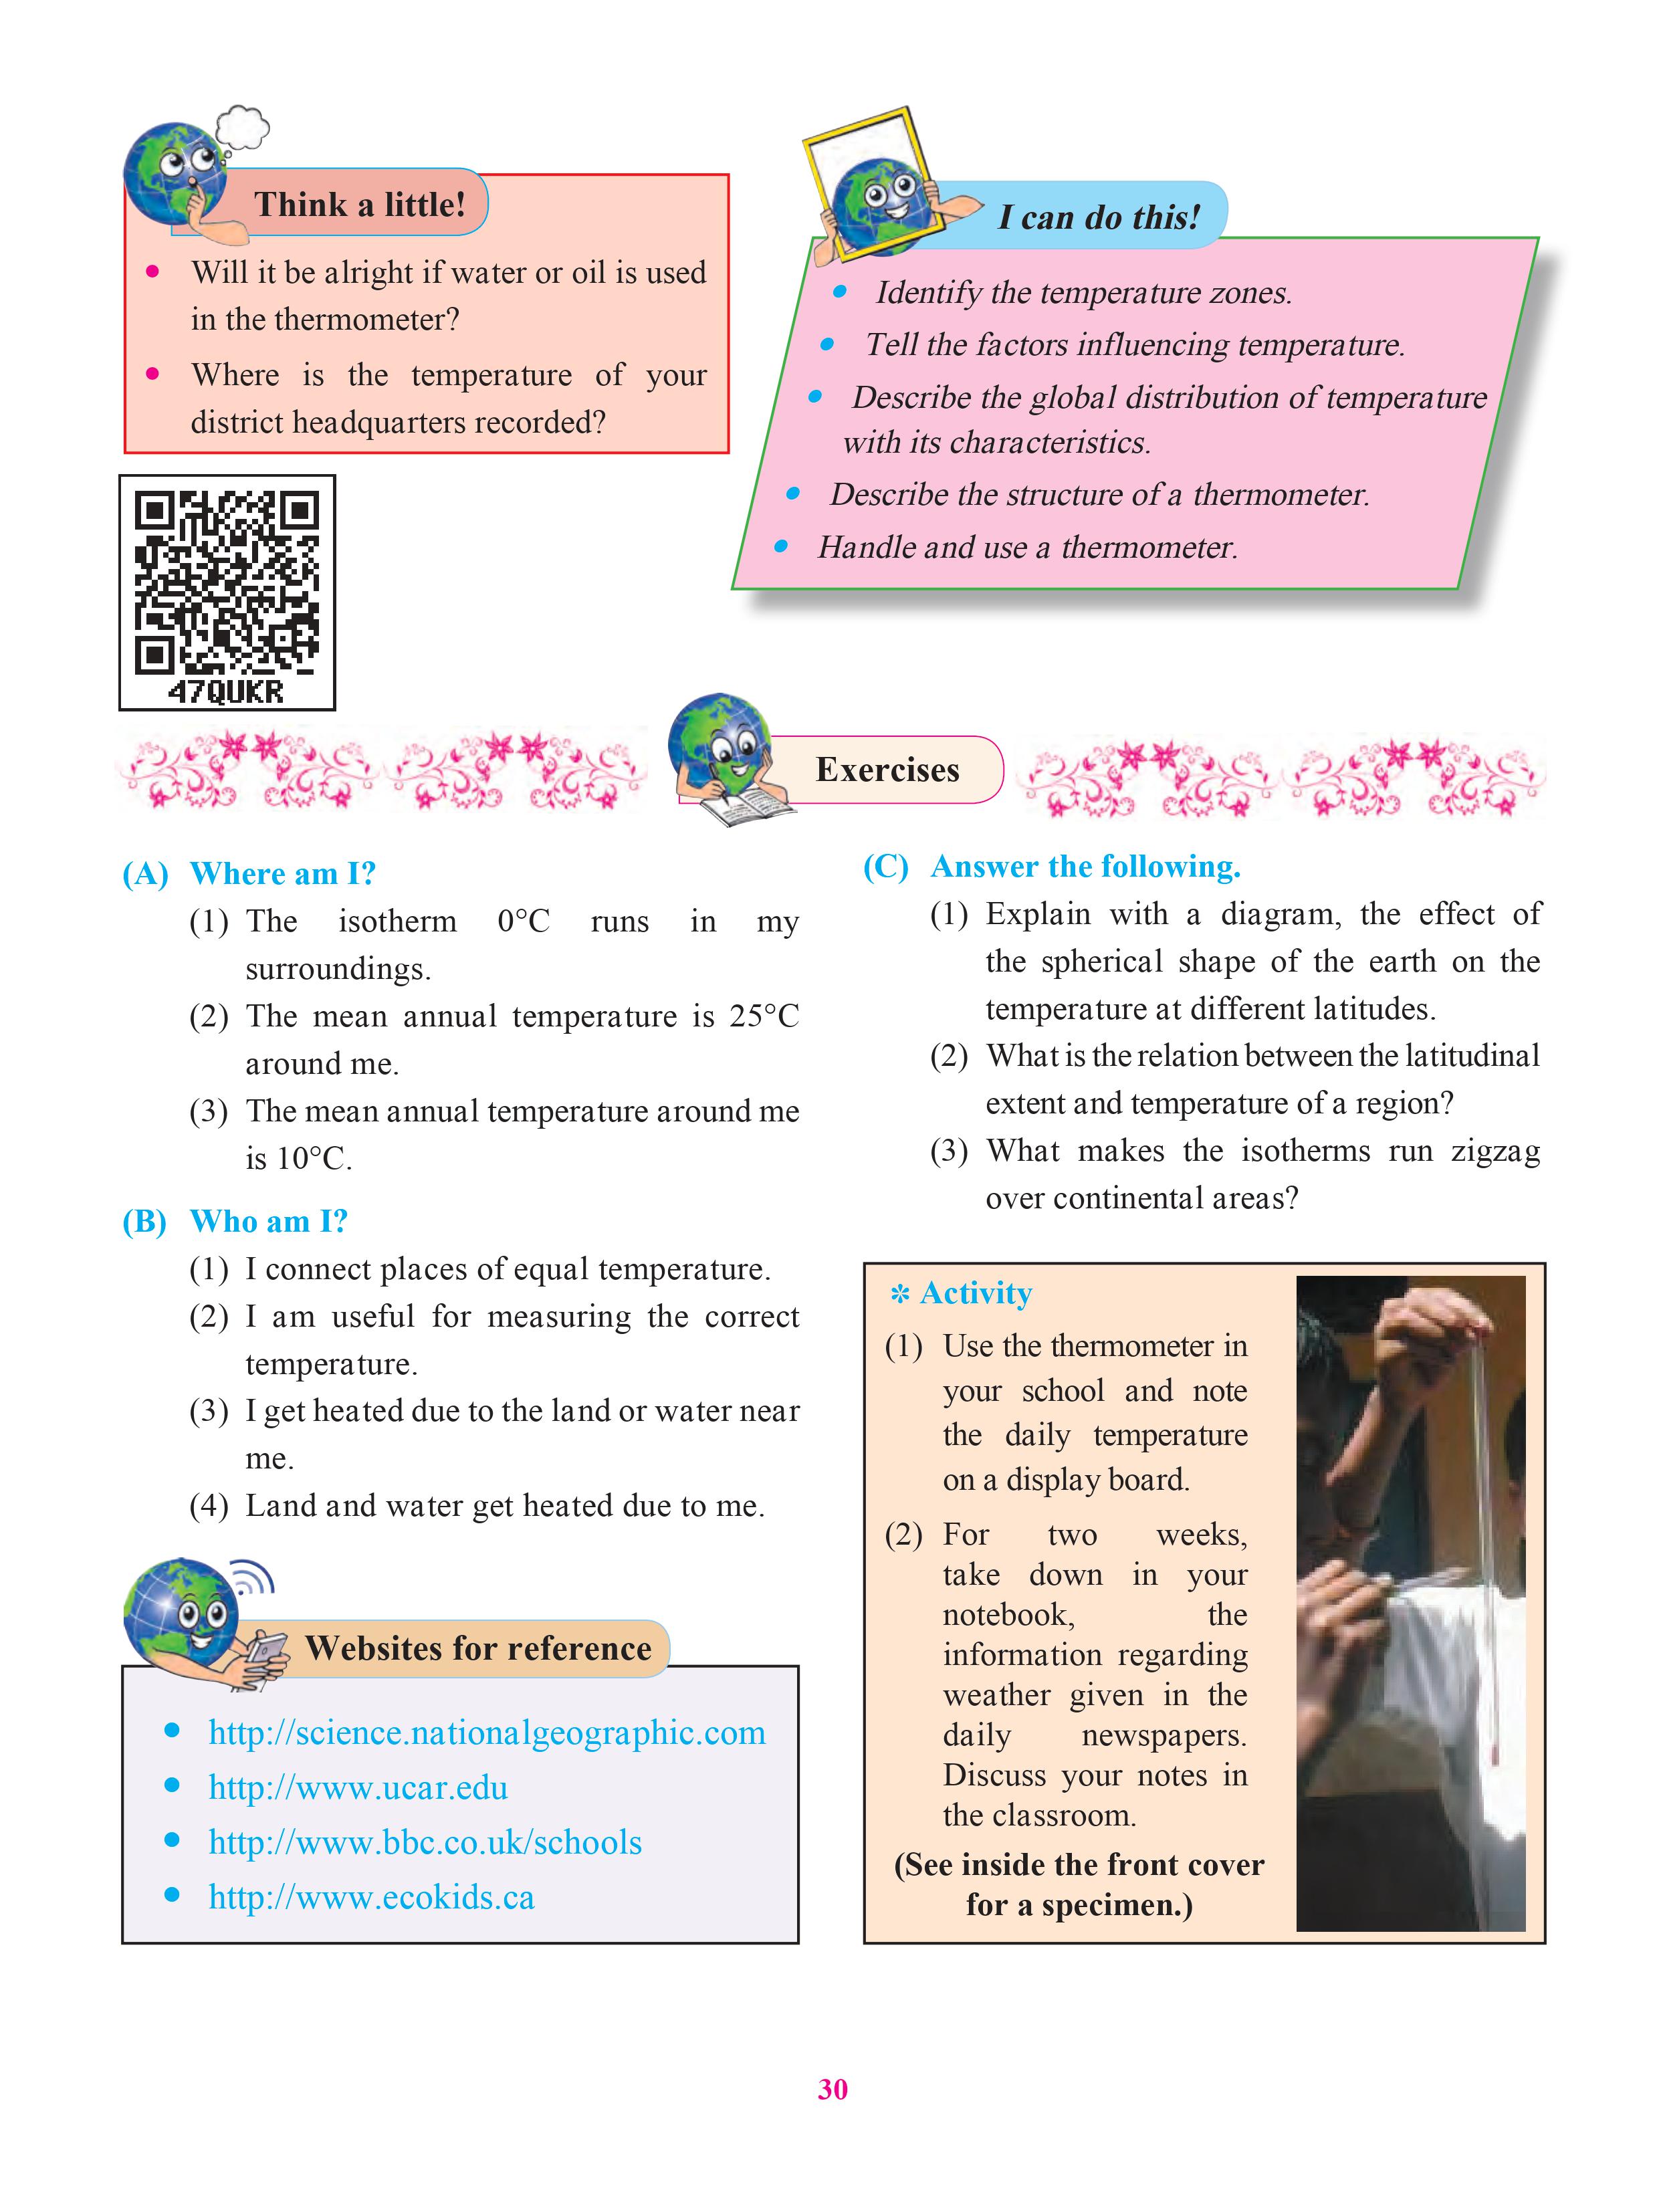 Think a little!
• Will it be alright if water or oil is used
in the thermometer?
• Where is the temperature of your
district headquarters recorded?
I can do this!
• Identify the temperature zones.
• Tell the factors influencing temperature.
• Describe the global distribution of temperature
with its characteristics.
• Describe the structure of a thermometer.
• Handle and use a thermometer.
47QUKR
Exercises
(A) Where am I?
(1) The isotherm 0°C runs in my
surroundings.
(2) The mean annual temperature is 25°C
around me.
(3) The mean annual temperature around me
is 10°C.
(B) Who am I?
(1) I connect places of equal temperature.
(2) I am useful for measuring the correct
temperature.
(3) I get heated due to the land or water near
me.
(4) Land and water get heated due to me.
Websites for reference
• http://science.nationalgeographic.com
• http://www.ucar.edu
• http://www.bbc.co.uk/schools
• http://www.ecokids.ca
(C) Answer the following.
(1) Explain with a diagram, the effect of
the spherical shape of the earth on the
temperature at different latitudes.
(2) What is the relation between the latitudinal
extent and temperature of a region?
(3) What makes the isotherms run zigzag
over continental areas?
* Activity
(1) Use the thermometer in
your school and note
the daily temperature
on a display board.
(2) For two weeks,
take down in your
notebook, the
information regarding
weather given in the
daily newspapers.
Discuss your notes in
the classroom.
(See inside the front cover
for a specimen.)
30